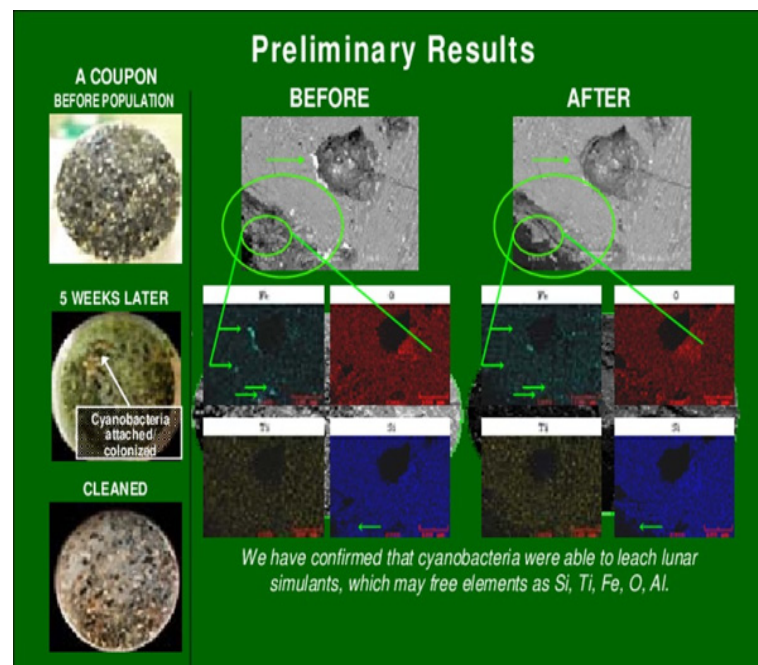 Preliminary Results
A COUPON
BEFORE POPULATION
5 WEEKS LATER
Cyanobacteria
attached/
colonized
CLEANED
BEFORE
Fe
O
Ti
Si
AFTER
Fe
O
Ti
Si
We have confirmed that cyanobacteria were able to leach lunar
simulants, which may free elements as Si, Ti, Fe, O, Al.